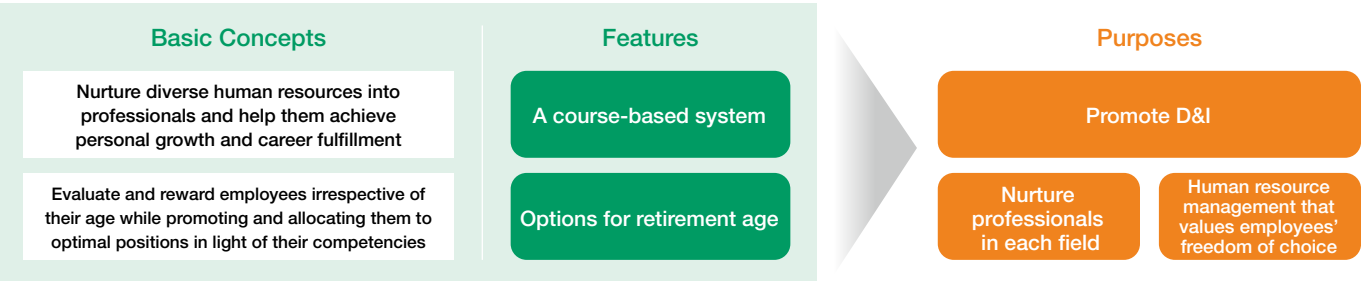 Basic Concepts
Nurture diverse human resources into
professionals and help them achieve
personal growth and career fulfillment
Evaluate and reward employees irrespective of
their age while promoting and allocating them to
optimal positions in light of their competencies
Features
A course-based system
Options for retirement age
Purposes
Promote D&I
Nurture
professionals
in each field
Human resource
management that
values employees’
freedom of choice